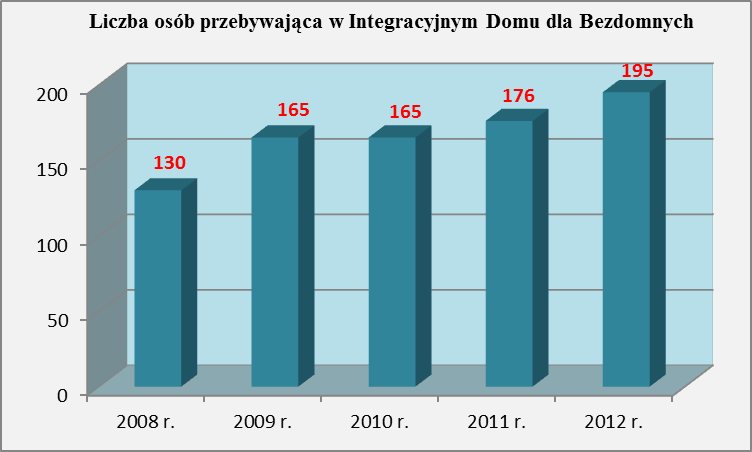 Liczba osób przebywająca w Integracyjnym Domu dla Bezdomnych
200
150
100
50
0
130
165
165
176
195
2008 r.
2009 r.
2010 r.
2011 r.
2012 r.